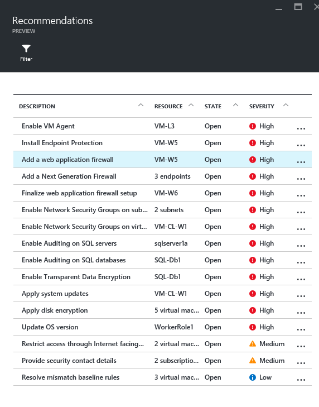 Recommendations
PREVIEW
Filter
DESCRIPTION RESOURCE STATE SEVERITY
Enable VM Agent VM-L3 Open High ...
Install Endpoint Protection VM-W5 Open High ...
Add a web application firewall VM-W5 Open High ...
Add a Next Generation Firewall 3 endpoints Open High ...
Finalize web application firewall setup VM-W6 Open High ...
Enable Network Security Groups on sub... 2 subnets Open High ...
Enable Network Security Groups on virt... VM-CL-W1 Open High ...
Enable Auditing on SQL servers sqlserver1a Open High ...
Enable Auditing on SQL databases SQL-Db1 Open High ...
Enable Transparent Data Encryption SQL-Db1 Open High ...
Apply system updates VM-CL-W1 Open High ...
Apply disk encryption 5 virtual mac... Open High ...
Update OS version WorkerRole1 Open High ...
Restrict access through Internet facing... 2 virtual mac... Open Medium ...
Provide security contact details 2 subscriptio... Open Medium ...
Resolve mismatch baseline rules 3 virtual mac... Open Low ...